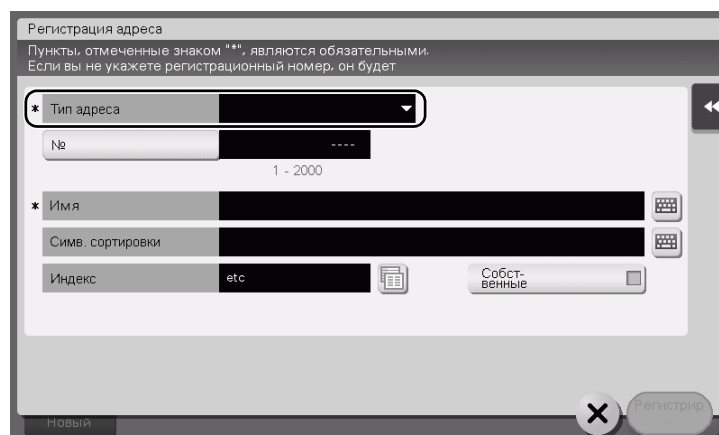 Регистрация адреса
Пункты, отмеченные знаком "*", являются обязательными.
Если вы не укажете регистрационный номер, он будет
* Тип адреса
№ ----
1 - 2000
* Имя
Симв. сортировки
Индекс etc Собст-
венные
Регистрир
.
Новый